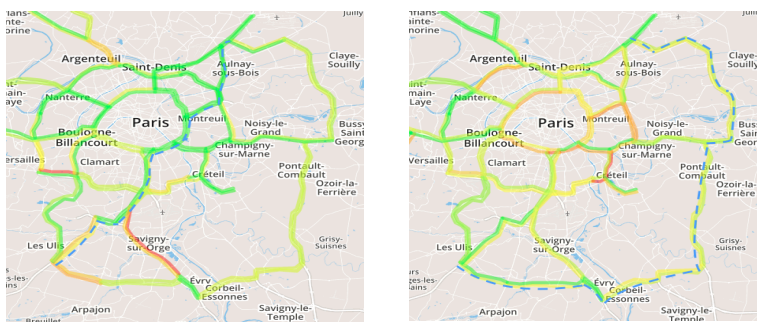 Juilly
Argenteuil
Saint-Denis
Aulnay-
sous-Bois
Claye-
Souilly
Nanterre
Paris
Montreuil
Boulogne-
Billancourt
Noisy-le-
Grand
Bussy
Saint
Georg
Versailles
Clamart
Champigny-
sur-Marne
Créteil
Pontault-
Combault
Ozoir-la-
Ferrière
Les Ulis
Savigny-
sur-Orge
Grisy-
Suisnes
Évry
Corbeil-
Essonnes
Arpajon
Savigny-le-
Temple
Argenteuil
Saint-Denis
Aulnay-
sous-Bois
Claye-
Souilly
Nanterre
Paris
Montreuil
Boulogne-
Billancourt
Noisy-le-
Grand
Versailles
Clamart
Champigny-
sur-Marne
Créteil
Pontault-
Combault
Ozoir-la-
Ferrière
Les Ulis
Savigny-
sur-Orge
Grisy-
Suisnes
Évry
Corbeil-
Essonnes
Arpajon
Savigny-le-
Temple